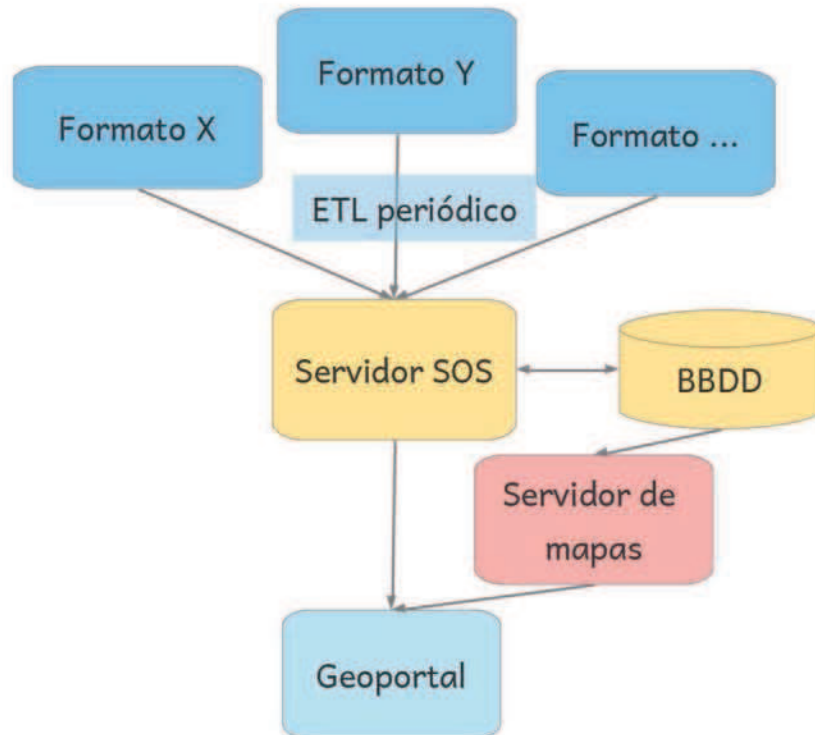 Formato Y
Formato X
Formato ...
ETL periódico
Servidor SOS
BBDD
Servidor de
mapas
Geoportal